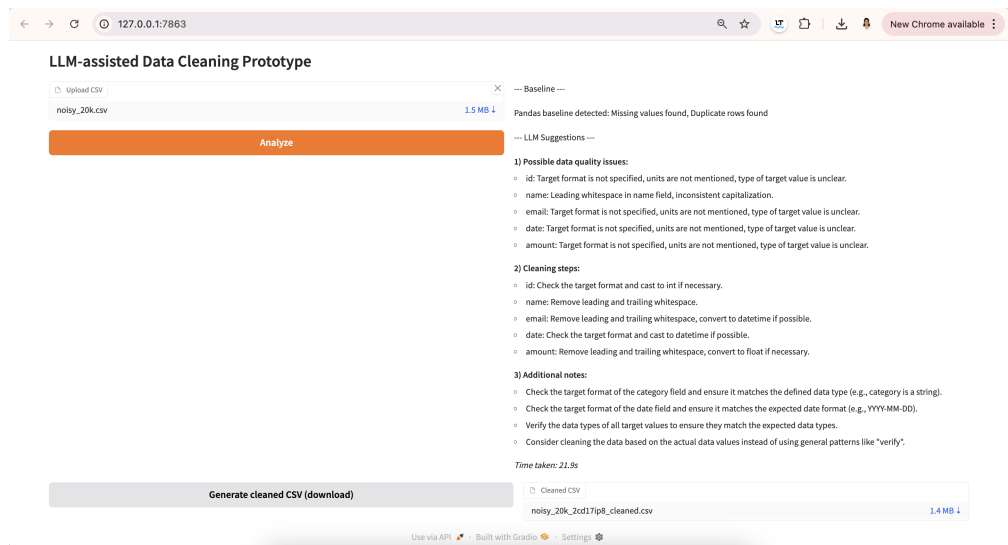 127.0.0.1:7863
New Chrome available
LLM-assisted Data Cleaning Prototype
Upload CSV
noisy_20k.csv 1.5 MB ↓
Analyze
--- Baseline ---
Pandas baseline detected: Missing values found, Duplicate rows found
--- LLM Suggestions ---
1) Possible data quality issues:
id: Target format is not specified, units are not mentioned, type of target value is unclear.
name: Leading whitespace in name field, inconsistent capitalization.
email: Target format is not specified, units are not mentioned, type of target value is unclear.
date: Target format is not specified, units are not mentioned, type of target value is unclear.
amount: Target format is not specified, units are not mentioned, type of target value is unclear.
2) Cleaning steps:
id: Check the target format and cast to int if necessary.
name: Remove leading and trailing whitespace.
email: Remove leading and trailing whitespace, convert to datetime if possible.
date: Check the target format and cast to datetime if possible.
amount: Remove leading and trailing whitespace, convert to float if necessary.
3) Additional notes:
Check the target format of the category field and ensure it matches the defined data type (e.g., category is a string).
Check the target format of the date field and ensure it matches the expected date format (e.g., YYYY-MM-DD).
Verify the data types of all target values to ensure they match the expected data types.
Consider cleaning the data based on the actual data values instead of using general patterns like "verify".
Time taken: 21.9s
Generate cleaned CSV (download)
Cleaned CSV
noisy_20k_2cd17ip8_cleaned.csv 1.4 MB ↓
Use via API · Built with Gradio · Settings